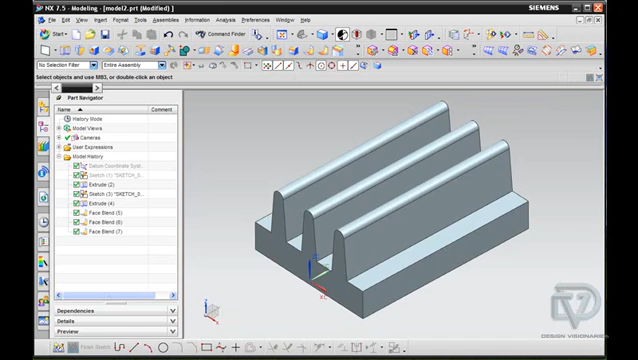 NX 7.5 - Modeling - [model2.prt (Modified) ]
SIEMENS
File Edit View Insert Format Tools Assemblies Information Analysis Preferences Window Help
Start
Command Finder
No Selection Filter
Entire Assembly
Select objects and use MB3, or double-click an object
Part Navigator
Name
Comment
History Mode
Model Views
Cameras
User Expressions
Model History
Datum Coordinate Syst...
Sketch (1) "SKETCH_0...
Extrude (2)
Sketch (3) "SKETCH_0...
Extrude (4)
Face Blend (5)
Face Blend (6)
Face Blend (7)
Dependencies
Details
Preview
Finish Sketch
XC
Z
X
DESIGN VISIONARIES